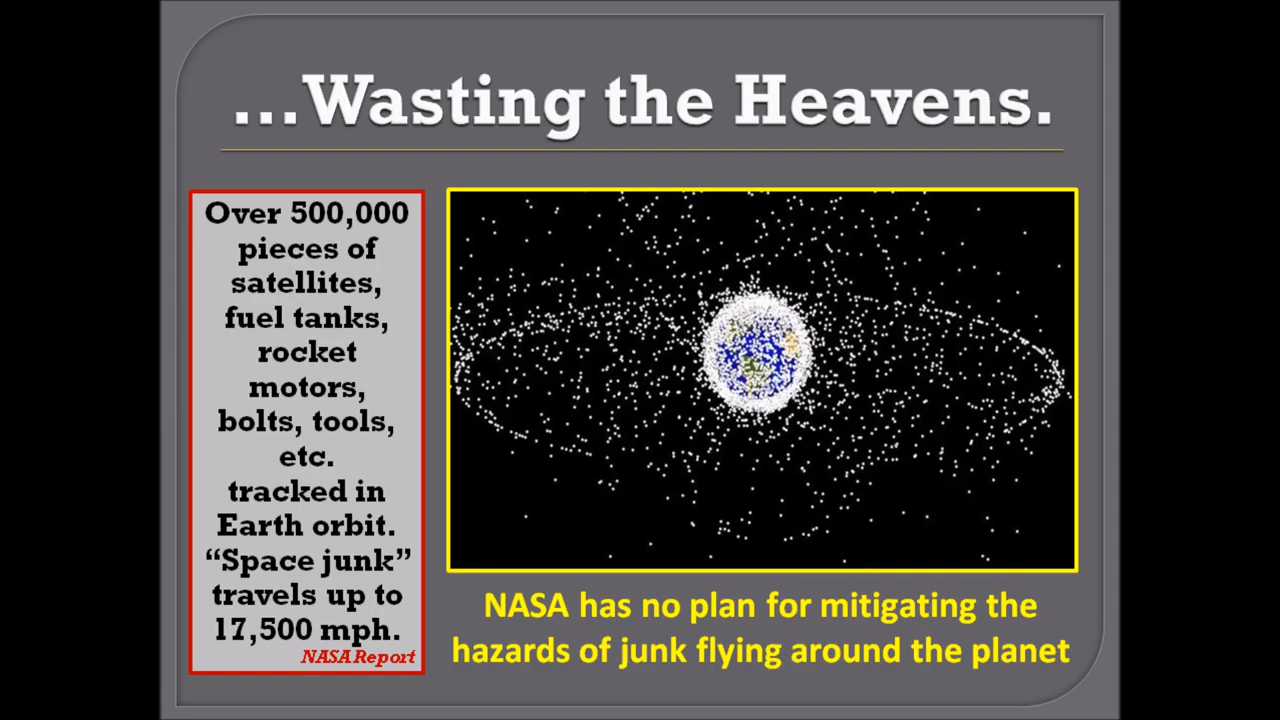 ...Wasting the Heavens.
Over 500,000
pieces of
satellites,
fuel tanks,
rocket
motors,
bolts, tools,
etc.
tracked in
Earth orbit.
“Space junk”
travels up to
17,500 mph.
NASA Report
NASA has no plan for mitigating the
hazards of junk flying around the planet